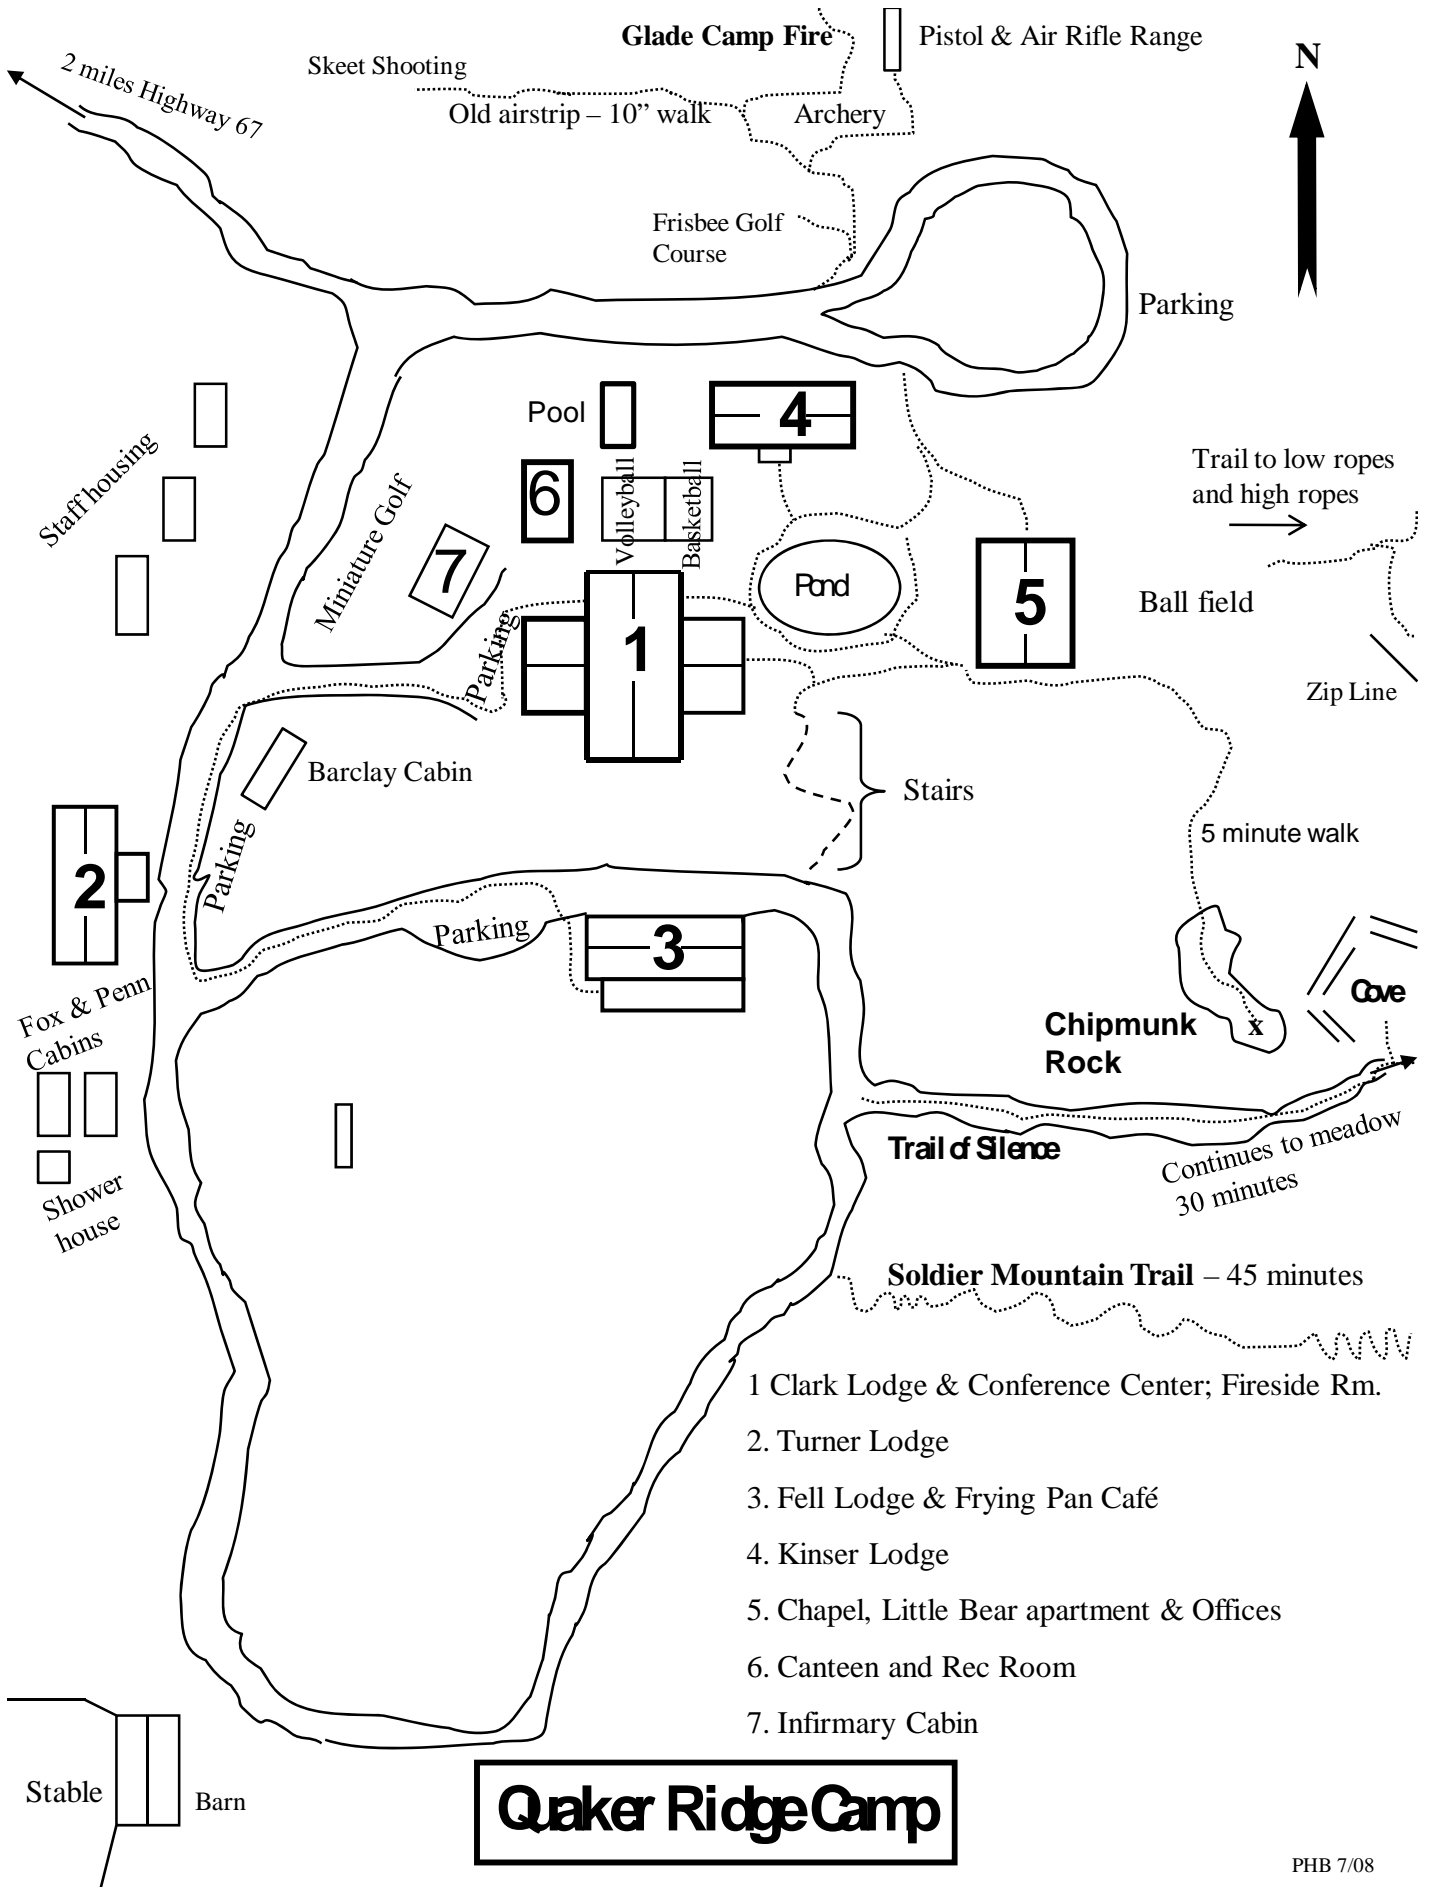 Glade Camp Fire
Pistol & Air Rifle Range
Skeet Shooting
N
2 miles Highway 67
Old airstrip – 10” walk
Archery
Frisbee Golf
Course
Parking
Pool
4
Staff housing
Trail to low ropes
and high ropes
Miniature Golf
6
Volleyball
Basketball
7
Pond
5
Ball field
Parking
1
Zip Line
Barclay Cabin
Stairs
Parking
5 minute walk
2
Parking
3
Fox & Penn
Cabins
Cove
Chipmunk
Rock
x
Trail of Silence
Continues to meadow
30 minutes
Shower
house
Soldier Mountain Trail – 45 minutes
1 Clark Lodge & Conference Center; Fireside Rm.
2. Turner Lodge
3. Fell Lodge & Frying Pan Café
4. Kinser Lodge
5. Chapel, Little Bear apartment & Offices
6. Canteen and Rec Room
7. Infirmary Cabin
Stable
Barn
Quaker Ridge Camp
PHB 7/08